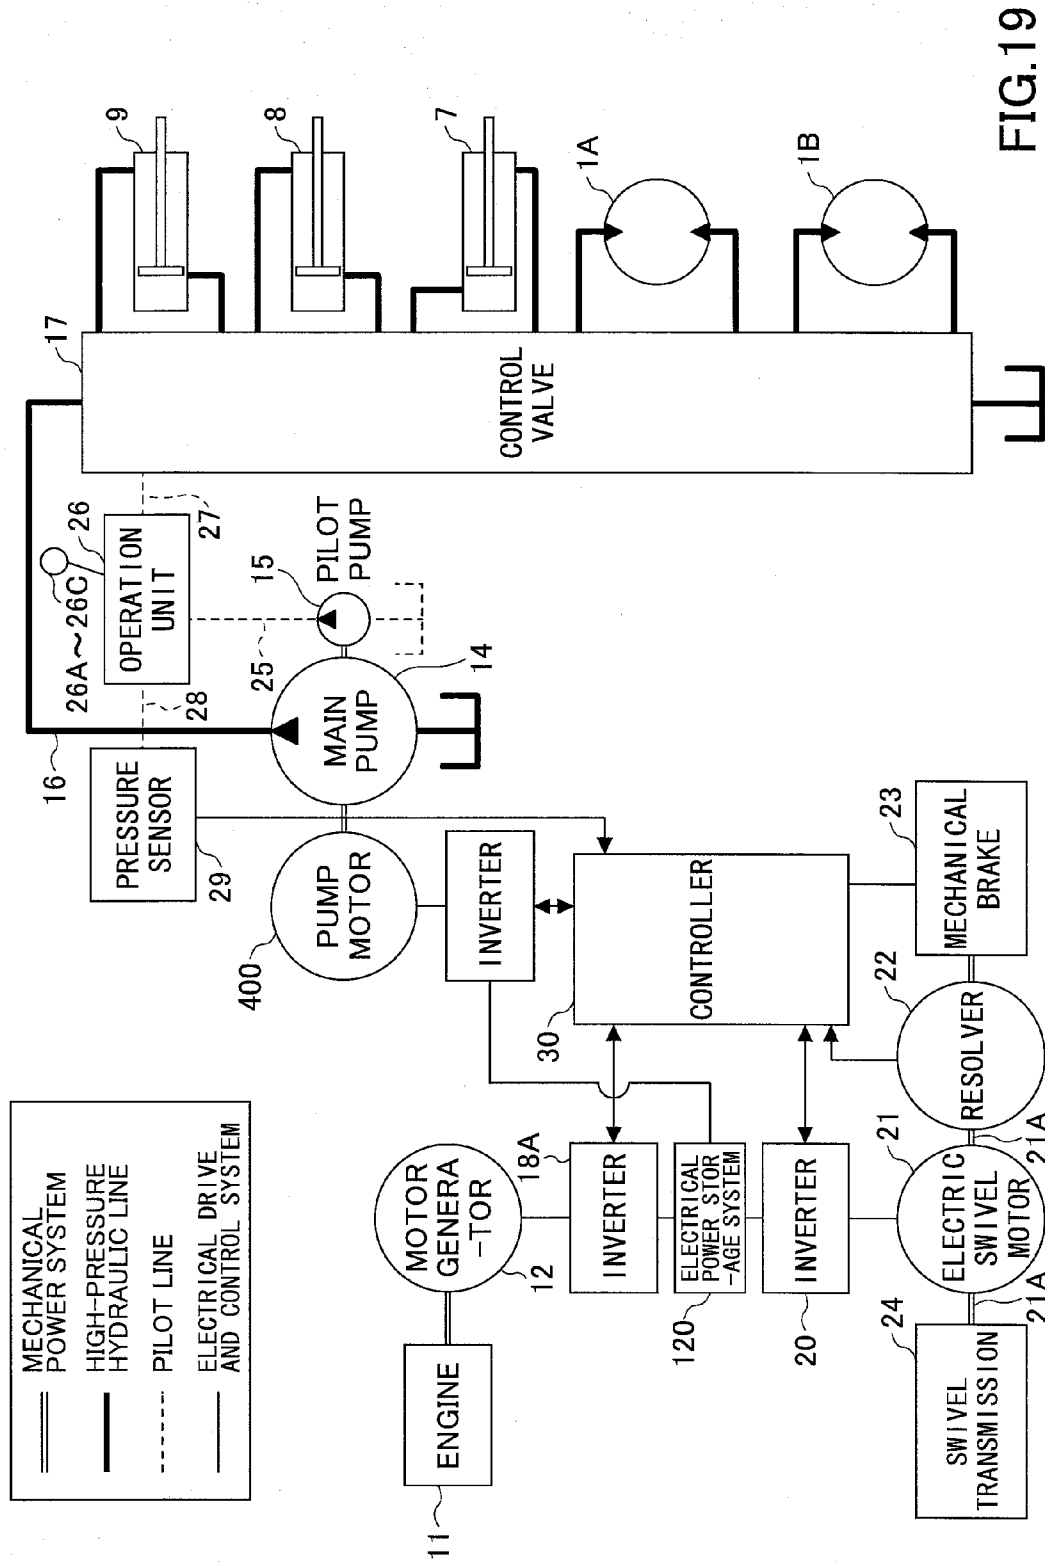 FIG.19
MECHANICAL
POWER SYSTEM
HIGH-PRESSURE
HYDRAULIC LINE
PILOT LINE
ELECTRICAL DRIVE
AND CONTROL SYSTEM
16
26A~26C
26
17
9
8
7
1A
1B
PRESSURE
SENSOR
29
28
OPERATION
UNIT
27
25
15
PILOT
PUMP
CONTROL
VALVE
400
PUMP
MOTOR
MAIN
PUMP
14
11
ENGINE
MOTOR
GENERA
-TOR
12
18A
INVERTER
INVERTER
30
CONTROLLER
120
ELECTRICAL
POWER STOR
-AGE SYSTEM
20
INVERTER
24
SWIVEL
TRANSMISSION
21A
21
ELECTRIC
SWIVEL
MOTOR
21A
22
RESOLVER
23
MECHANICAL
BRAKE